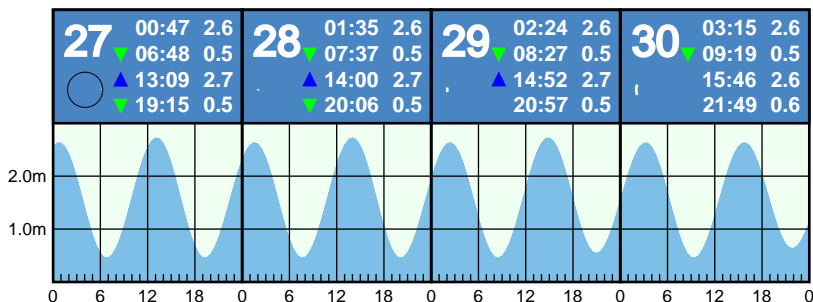 27 00:47 2.6
▼ 06:48 0.5
▲ 13:09 2.7
▼ 19:15 0.5
28 01:35 2.6
▼ 07:37 0.5
▲ 14:00 2.7
▼ 20:06 0.5
29 02:24 2.6
▼ 08:27 0.5
▲ 14:52 2.7
20:57 0.5
30 03:15 2.6
▼ 09:19 0.5
15:46 2.6
21:49 0.6
2.0m
1.0m
0 6 12 18 0 6 12 18 0 6 12 18 0 6 12 18 0